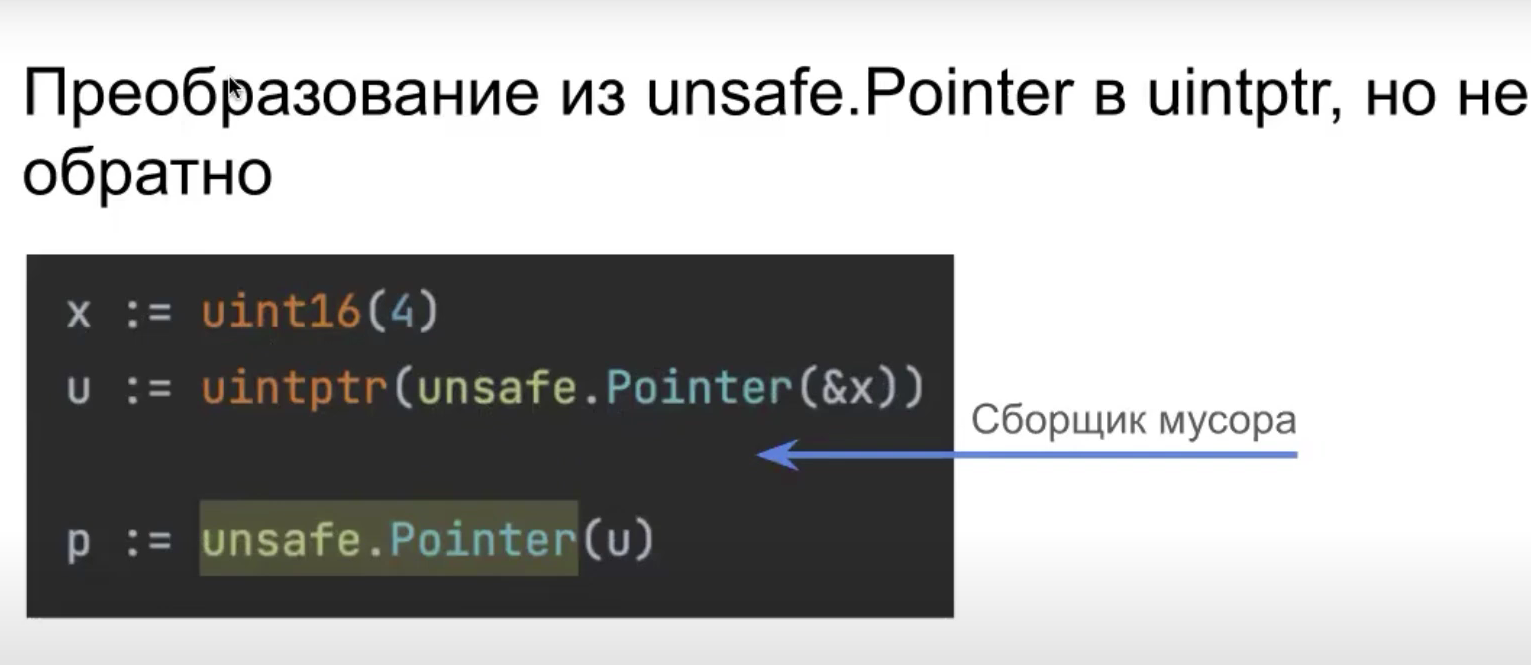 Преобразование из unsafe.Pointer в uintptr, но не
обратно
x := uint16(4)
u := uintptr(unsafe.Pointer(&x))
Сборщик мусора
p := unsafe.Pointer(u)